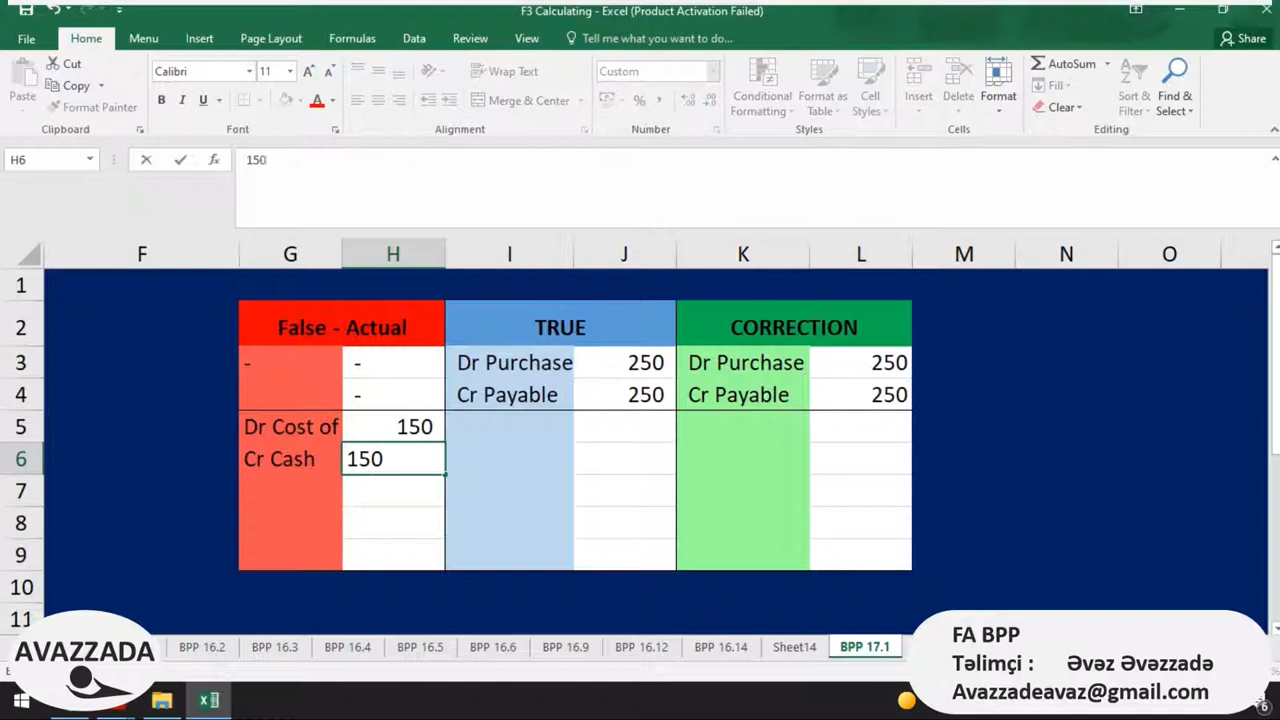 F3 Calculating - Excel (Product Activation Failed)
File Home Menu Insert Page Layout Formulas Data Review View Tell me what you want to do... Share
Paste Cut Copy Format Painter Clipboard
Calibri 11 A A B I U A Font
Wrap Text Merge & Center Alignment
Custom % , Number
Conditional Formatting Format as Table Cell Styles Styles
Insert Delete Format Cells
AutoSum Fill Clear Sort & Filter Find & Select Editing
H6 fx 150
F G H I J K L M N O
1
2 False - Actual TRUE CORRECTION
3 - - Dr Purchase 250 Dr Purchase 250
4 - Cr Payable 250 Cr Payable 250
5 Dr Cost of 150
6 Cr Cash 150
7
8
9
10
11
BPP 16.2 BPP 16.3 BPP 16.4 BPP 16.5 BPP 16.6 BPP 16.9 BPP 16.12 BPP 16.14 Sheet14 BPP 17.1
AVAZZADA
FA BPP
Təlimçi : Əvəz Əvəzzadə
Avazzadeavaz@gmail.com
6